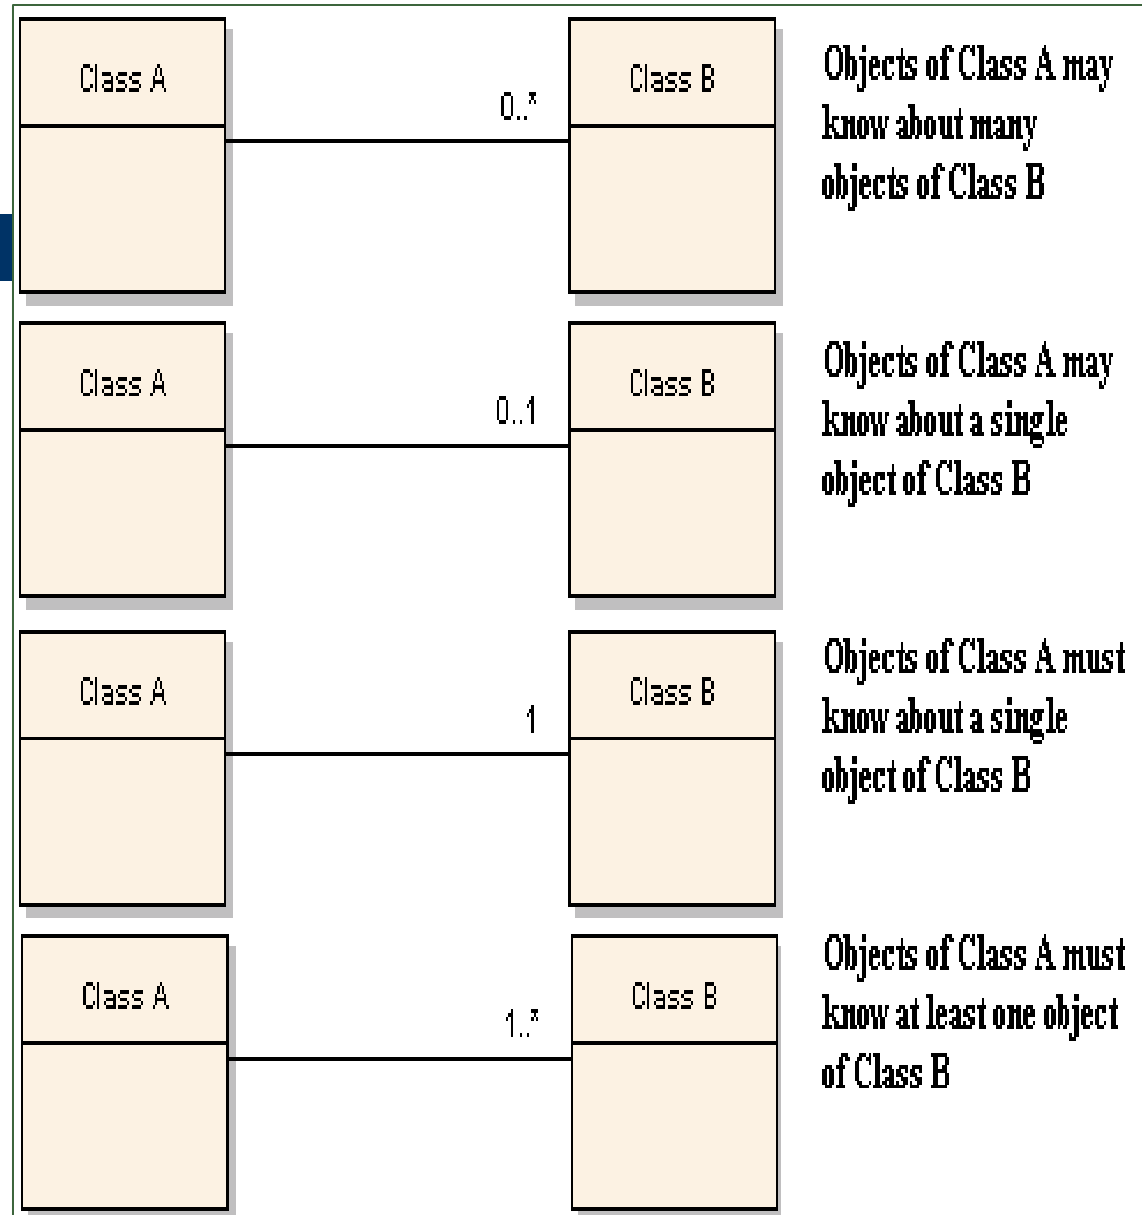 Class A
0..*
Class B
Objects of Class A may
know about many
objects of Class B
Class A
0..1
Class B
Objects of Class A may
know about a single
object of Class B
Class A
1
Class B
Objects of Class A must
know about a single
object of Class B
Class A
1..*
Class B
Objects of Class A must
know at least one object
of Class B